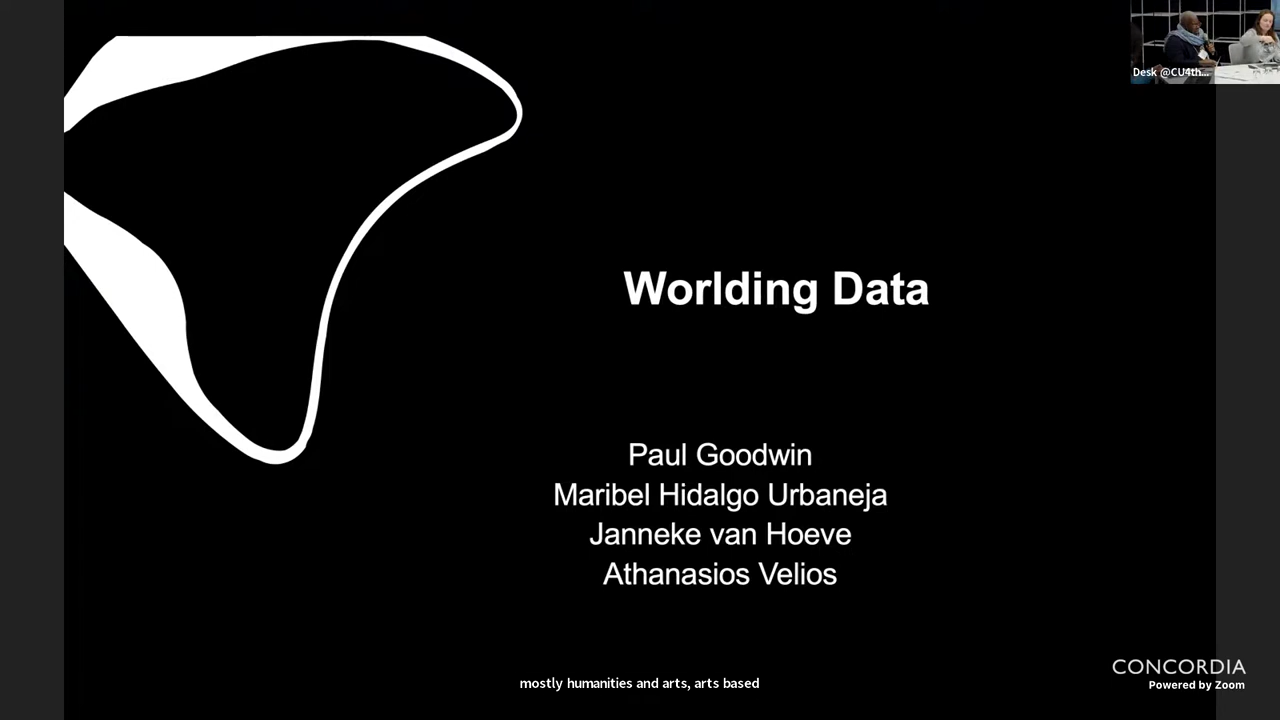 Desk @CU4th...
Worlding Data
Paul Goodwin
Maribel Hidalgo Urbaneja
Janneke van Hoeve
Athanasios Velios
mostly humanities and arts, arts based
CONCORDIA
Powered by Zoom